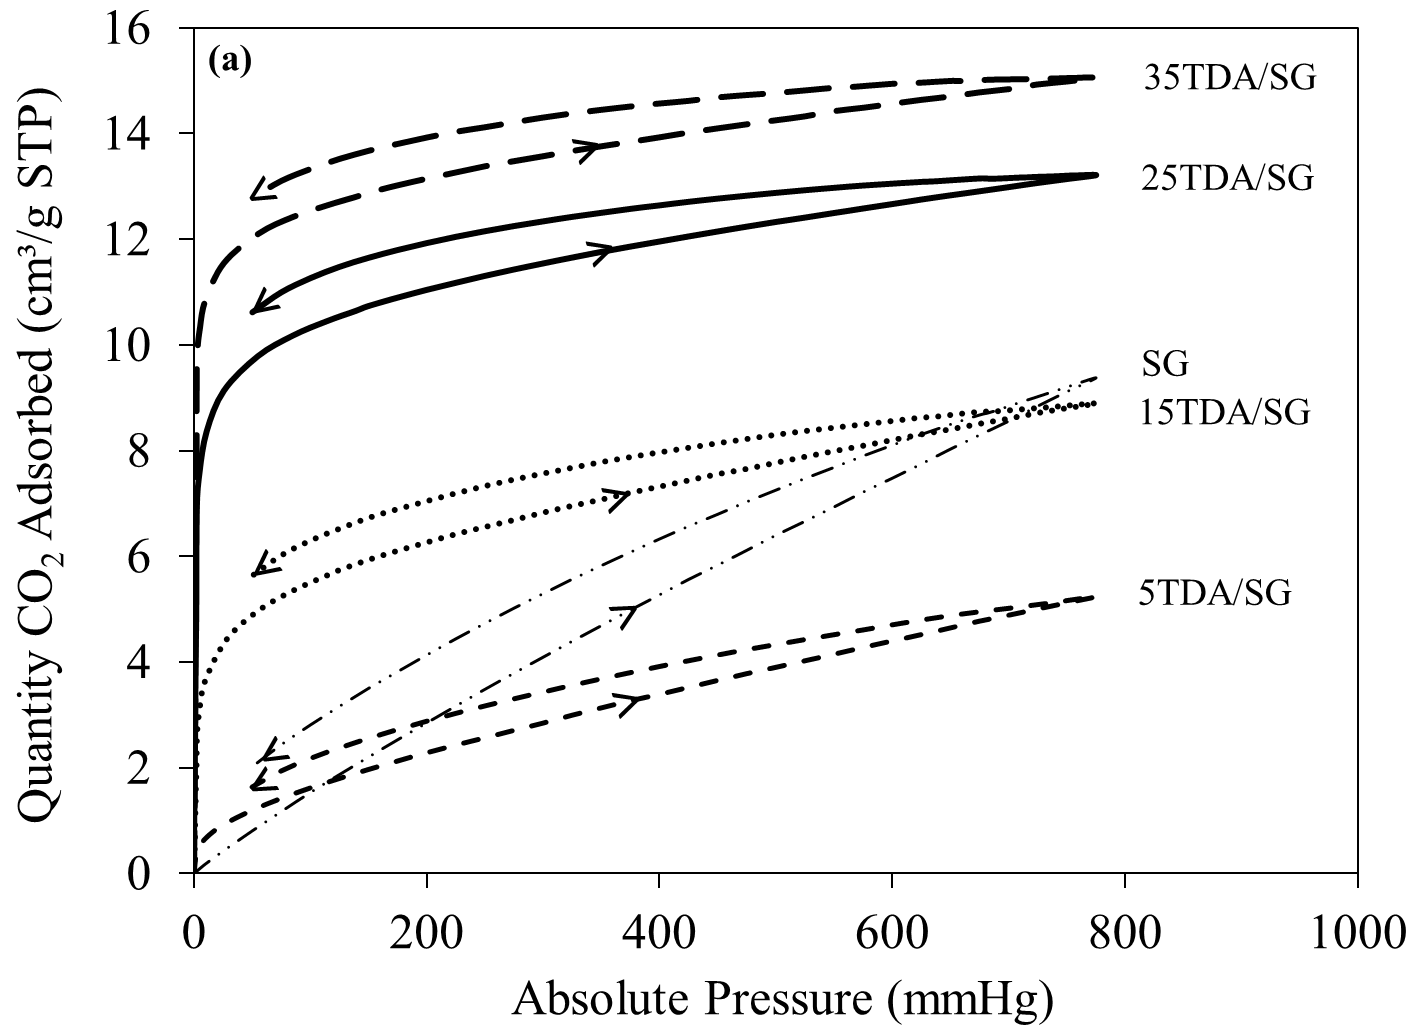 (a)
Quantity CO₂ Adsorbed (cm³/g STP)
16
14
12
10
8
6
4
2
0
35TDA/SG
25TDA/SG
SG
15TDA/SG
5TDA/SG
0 200 400 600 800 1000
Absolute Pressure (mmHg)